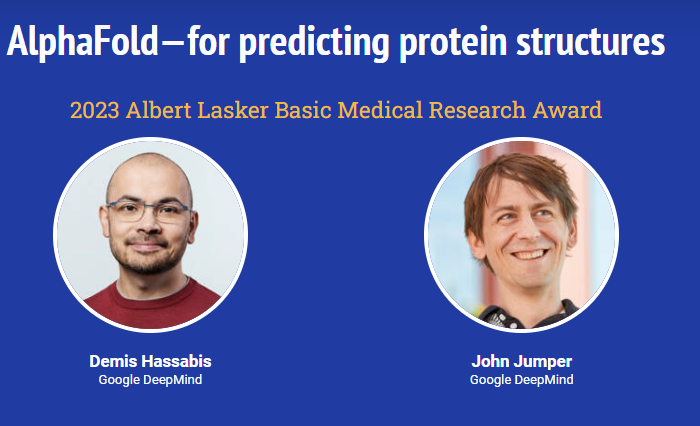 AlphaFold—for predicting protein structures
2023 Albert Lasker Basic Medical Research Award
Demis Hassabis
Google DeepMind
John Jumper
Google DeepMind